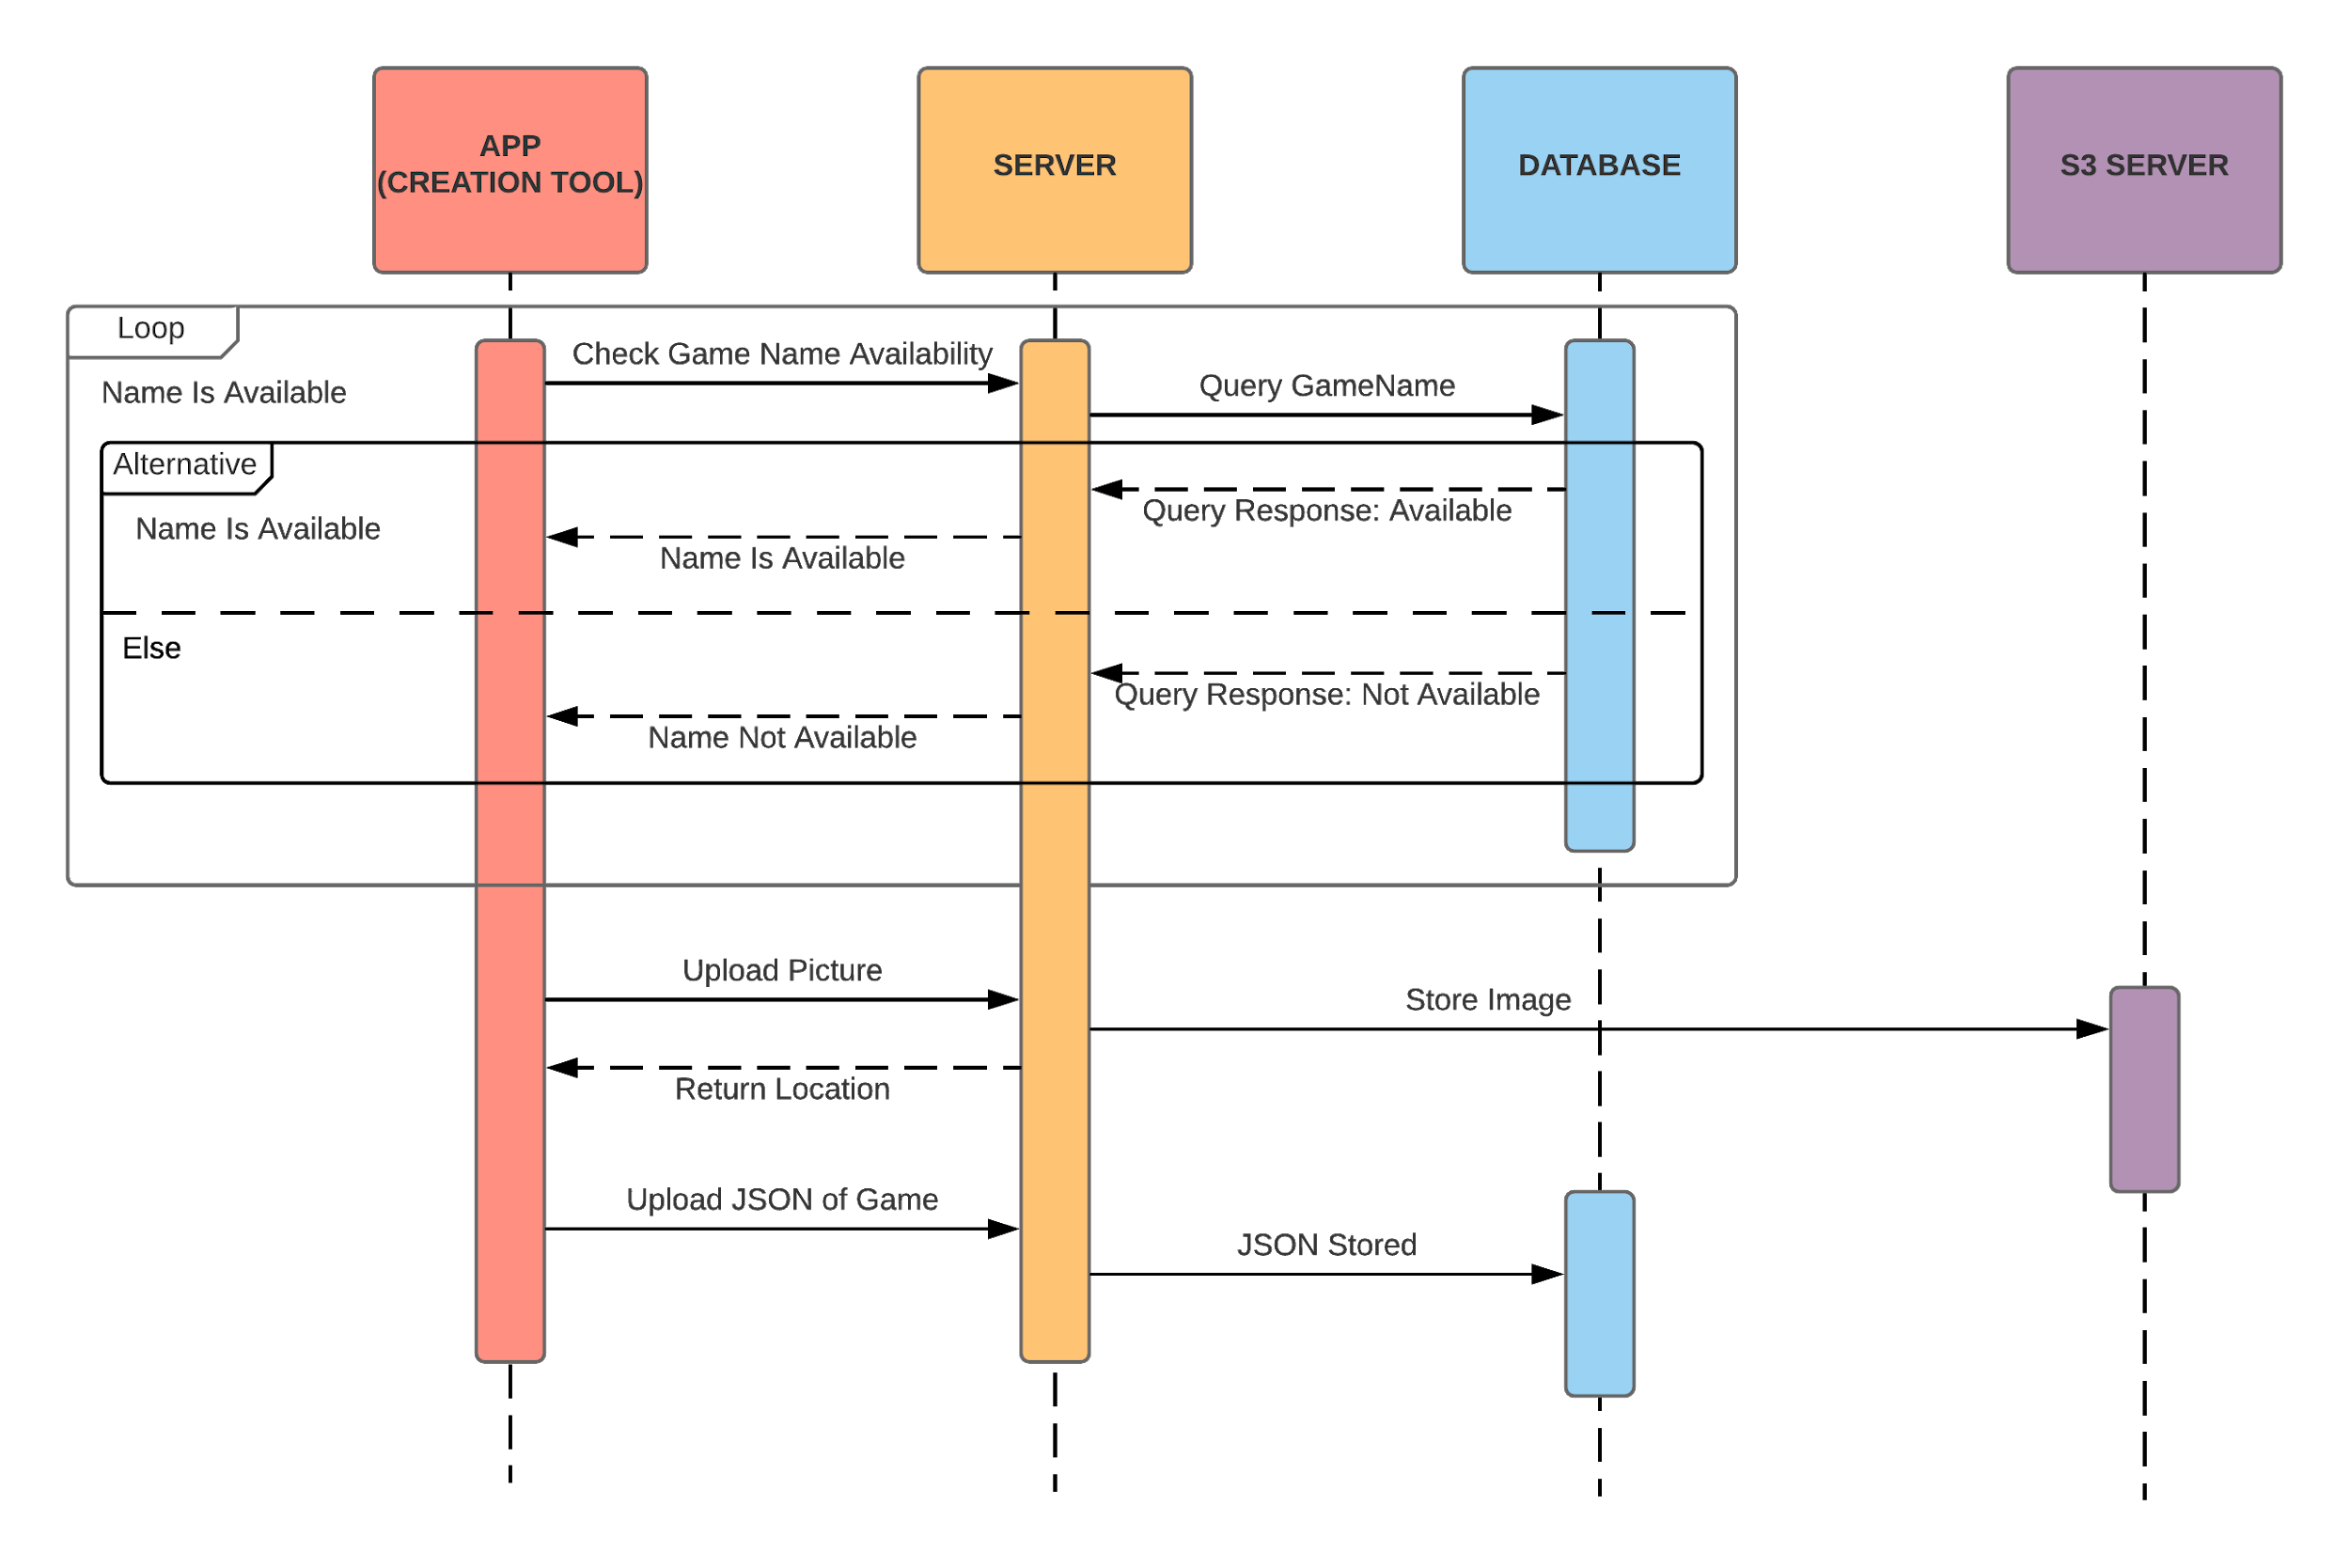 APP
(CREATION TOOL)
SERVER
DATABASE
S3 SERVER
Loop
Check Game Name Availability
Name Is Available
Query GameName
Alternative
Query Response: Available
Name Is Available
Name Is Available
Else
Query Response: Not Available
Name Not Available
Upload Picture
Store Image
Return Location
Upload JSON of Game
JSON Stored